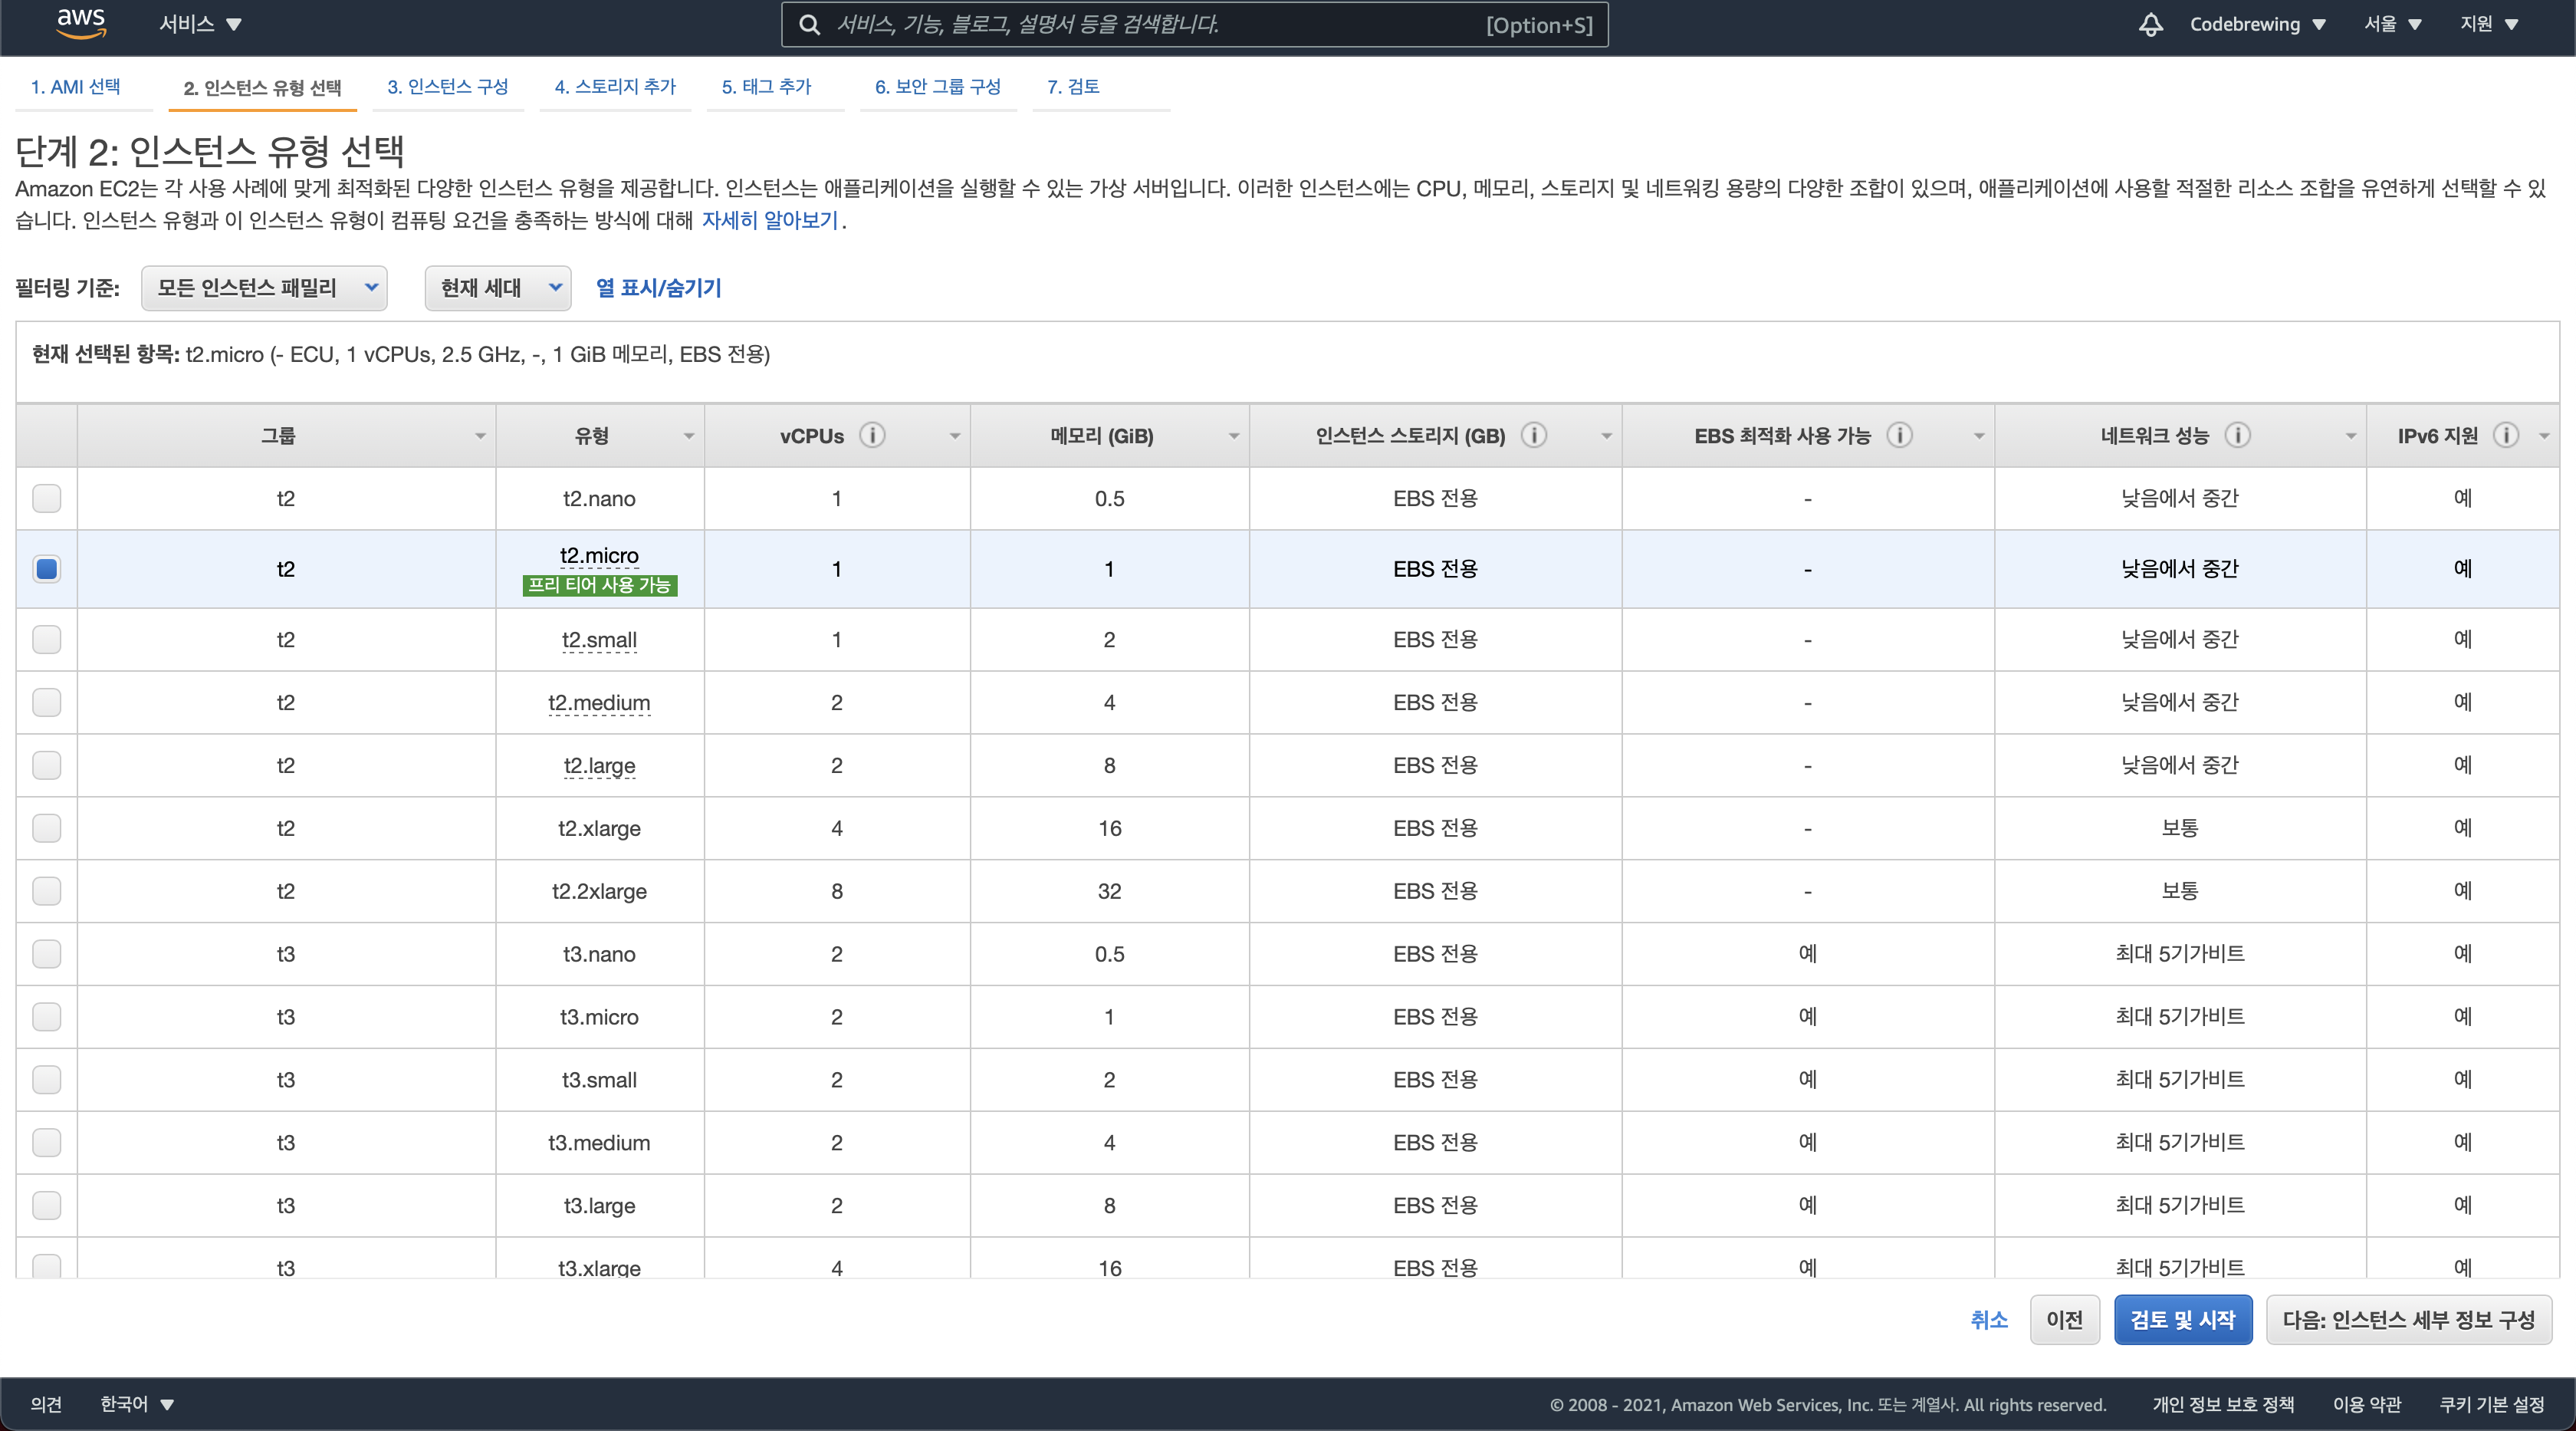 aws 서비스 서비스, 기능, 블로그, 설명서 등을 검색합니다. [Option+S] Codebrewing 서울 지원
1. AMI 선택 2. 인스턴스 유형 선택 3. 인스턴스 구성 4. 스토리지 추가 5. 태그 추가 6. 보안 그룹 구성 7. 검토
단계 2: 인스턴스 유형 선택
Amazon EC2는 각 사용 사례에 맞게 최적화된 다양한 인스턴스 유형을 제공합니다. 인스턴스는 애플리케이션을 실행할 수 있는 가상 서버입니다. 이러한 인스턴스에는 CPU, 메모리, 스토리지 및 네트워킹 용량의 다양한 조합이 있으며, 애플리케이션에 사용할 적절한 리소스 조합을 유연하게 선택할 수 있
습니다. 인스턴스 유형과 이 인스턴스 유형이 컴퓨팅 요건을 충족하는 방식에 대해 자세히 알아보기.
필터링 기준: 모든 인스턴스 패밀리 현재 세대 열 표시/숨기기
현재 선택된 항목: t2.micro (- ECU, 1 vCPUs, 2.5 GHz, -, 1 GiB 메모리, EBS 전용)
그룹 유형 vCPUs 메모리 (GiB) 인스턴스 스토리지 (GB) EBS 최적화 사용 가능 네트워크 성능 IPv6 지원
t2 t2.nano 1 0.5 EBS 전용 - 낮음에서 중간 예
t2 t2.micro 1 1 EBS 전용 - 낮음에서 중간 예
프리 티어 사용 가능
t2 t2.small 1 2 EBS 전용 - 낮음에서 중간 예
t2 t2.medium 2 4 EBS 전용 - 낮음에서 중간 예
t2 t2.large 2 8 EBS 전용 - 낮음에서 중간 예
t2 t2.xlarge 4 16 EBS 전용 - 보통 예
t2 t2.2xlarge 8 32 EBS 전용 - 보통 예
t3 t3.nano 2 0.5 EBS 전용 예 최대 5기가비트 예
t3 t3.micro 2 1 EBS 전용 예 최대 5기가비트 예
t3 t3.small 2 2 EBS 전용 예 최대 5기가비트 예
t3 t3.medium 2 4 EBS 전용 예 최대 5기가비트 예
t3 t3.large 2 8 EBS 전용 예 최대 5기가비트 예
t3 t3.xlarge 4 16 EBS 전용 예 최대 5기가비트 예
취소 이전 검토 및 시작 다음: 인스턴스 세부 정보 구성
의견 한국어 © 2008 - 2021, Amazon Web Services, Inc. 또는 계열사. All rights reserved. 개인 정보 보호 정책 이용 약관 쿠키 기본 설정